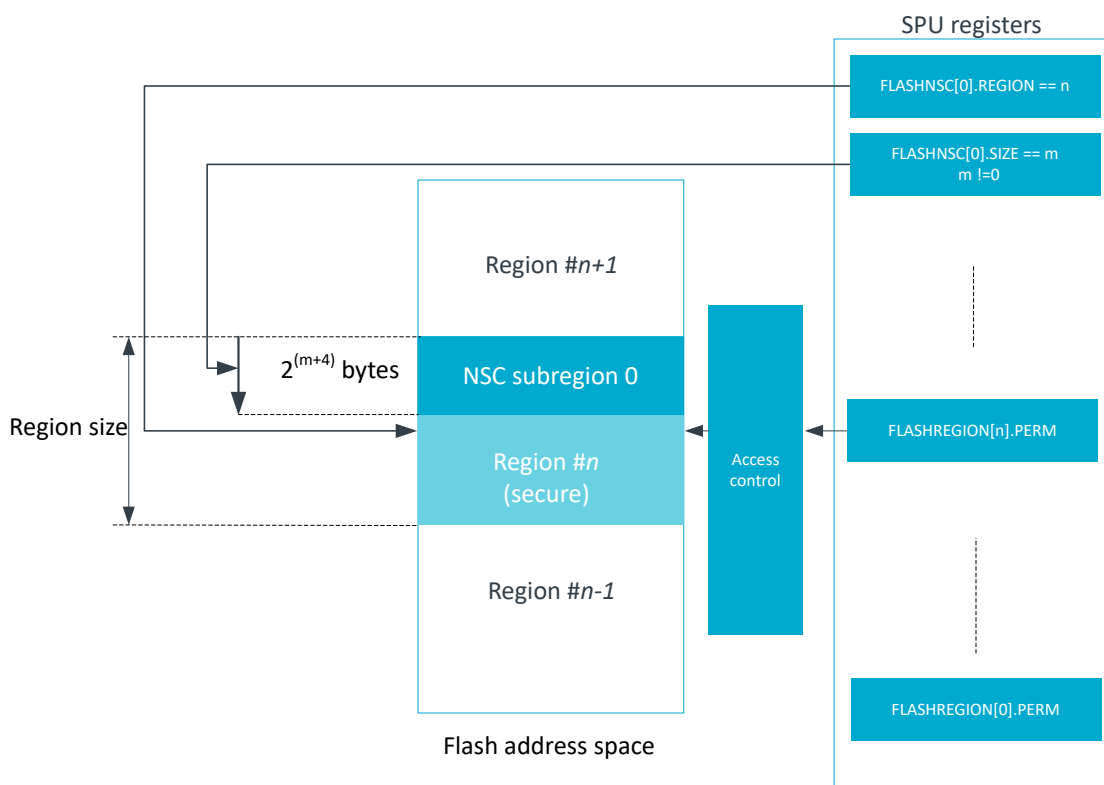 SPU registers
FLASHNSC[0].REGION == n
FLASHNSC[0].SIZE == m
m !=0
Region #n+1
2^(m+4) bytes
NSC subregion 0
Region size
FLASHREGION[n].PERM
Region #n
(secure)
Access
control
Region #n-1
FLASHREGION[0].PERM
Flash address space